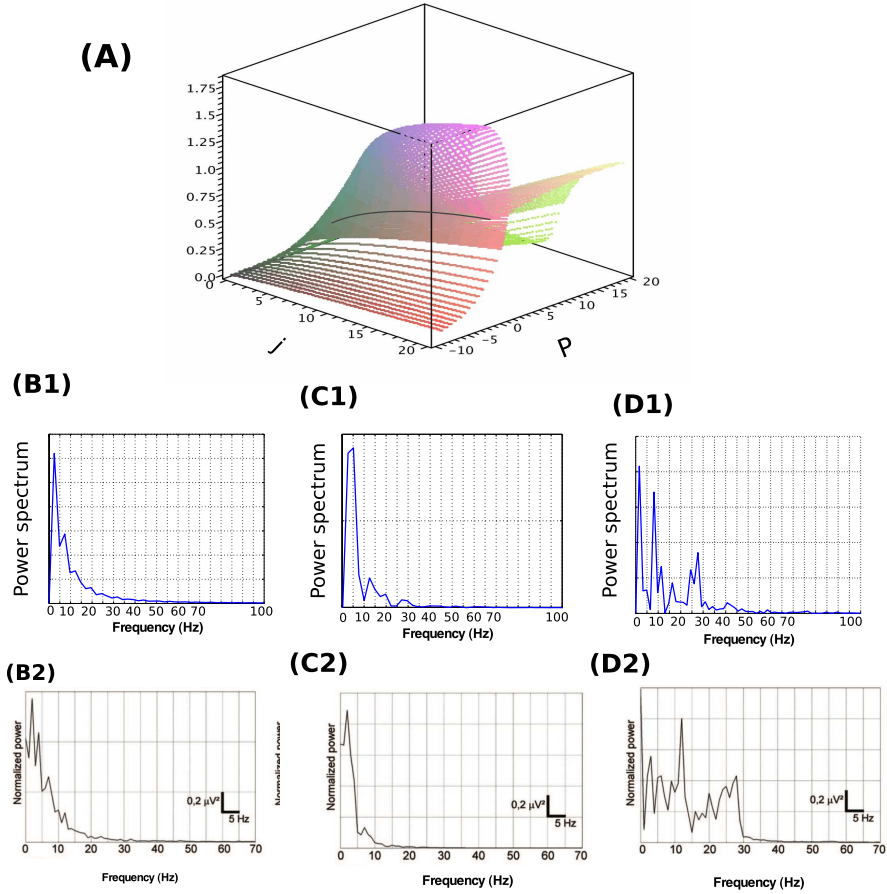 (A)
1.75
1.5
1.25
1.0
0.75
0.5
0.25
0.0
0
5
10
15
20
j
−10
−5
0
5
10
15
20
P
(B1)
Power spectrum
0 10 20 30 40 50 60 70 100
Frequency (Hz)
(C1)
Power spectrum
0 10 20 30 40 50 60 70 100
Frequency (Hz)
(D1)
Power spectrum
0 10 20 30 40 50 60 70 100
Frequency (Hz)
(B2)
Normalized power
0,2 µV²
5 Hz
0 10 20 30 40 50 60 70
Frequency (Hz)
(C2)
Normalized power
0,2 µV²
5 Hz
0 10 20 30 40 50 60 70
Frequency (Hz)
(D2)
Normalized power
0,2 µV²
5 Hz
0 10 20 30 40 50 60 70
Frequency (Hz)